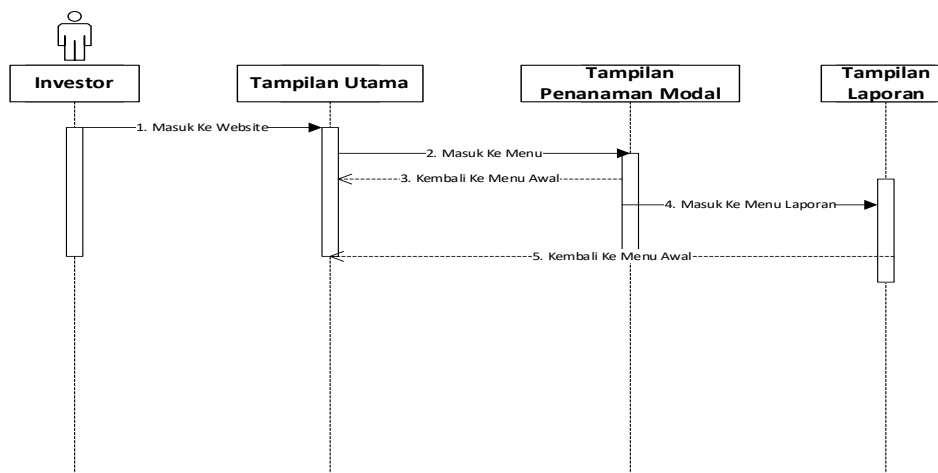 Investor
Tampilan Utama
Tampilan
Penanaman Modal
Tampilan
Laporan
1. Masuk Ke Website
2. Masuk Ke Menu
3. Kembali Ke Menu Awal
4. Masuk Ke Menu Laporan
5. Kembali Ke Menu Awal